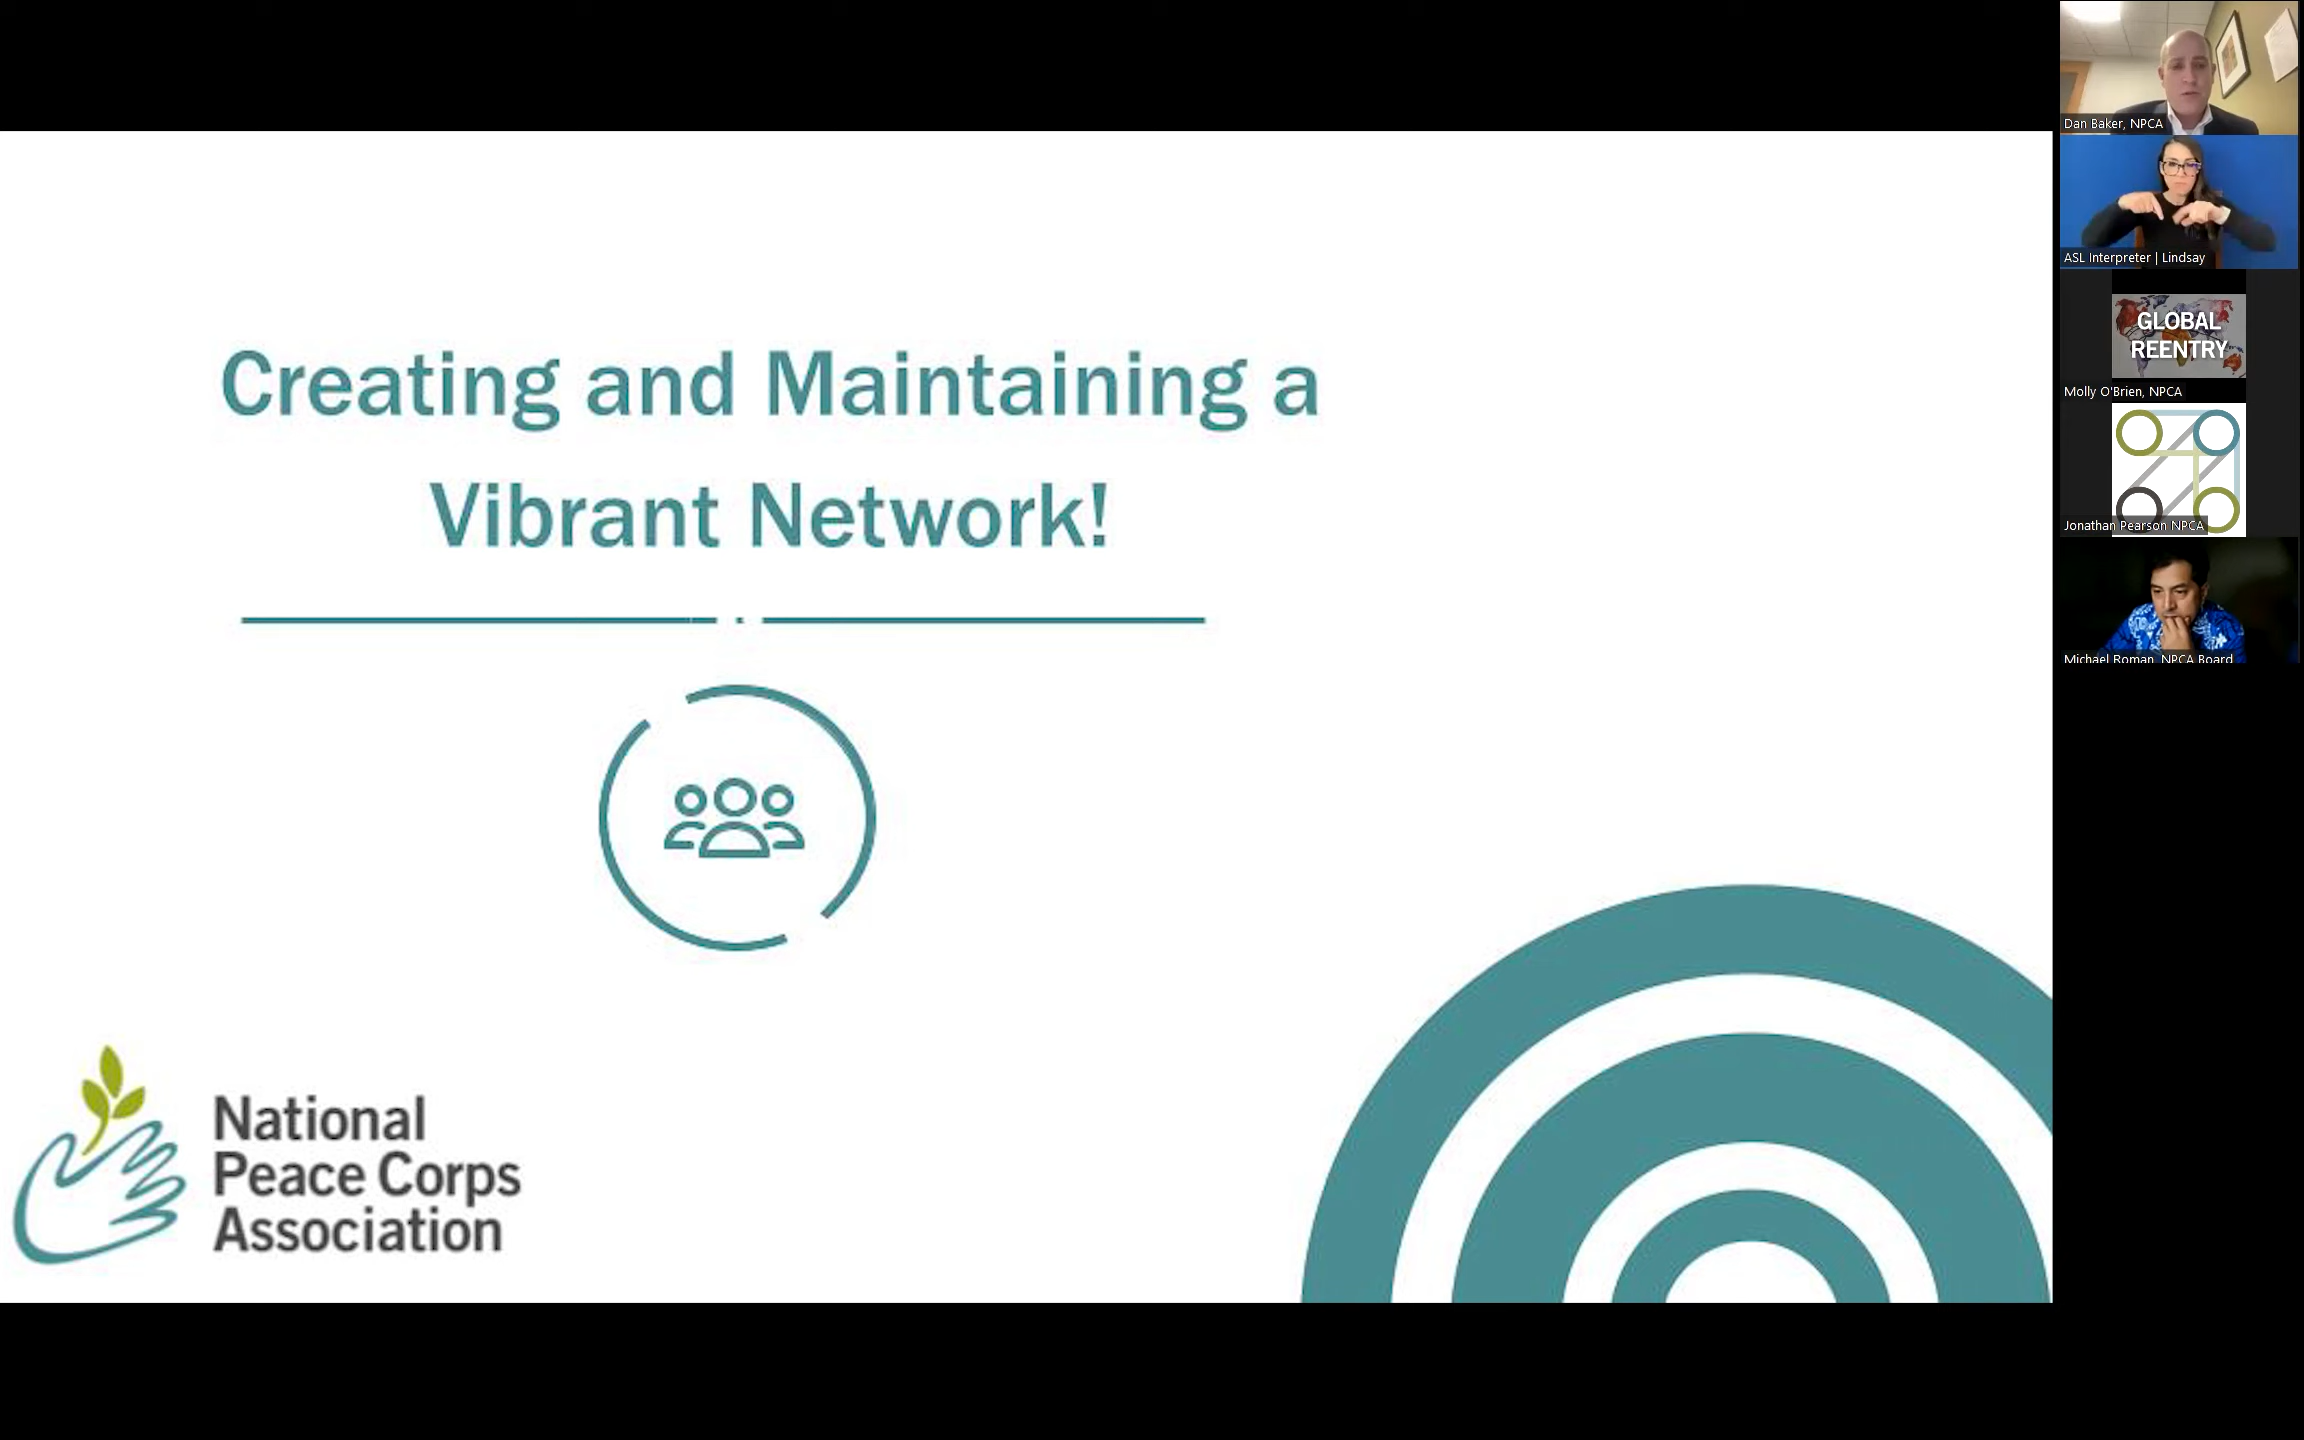 Creating and Maintaining a
Vibrant Network!
National
Peace Corps
Association
Dan Baker, NPCA
ASL Interpreter | Lindsay
GLOBAL
REENTRY
Molly O'Brien, NPCA
Jonathan Pearson NPCA
Michael Roman, NPCA Board